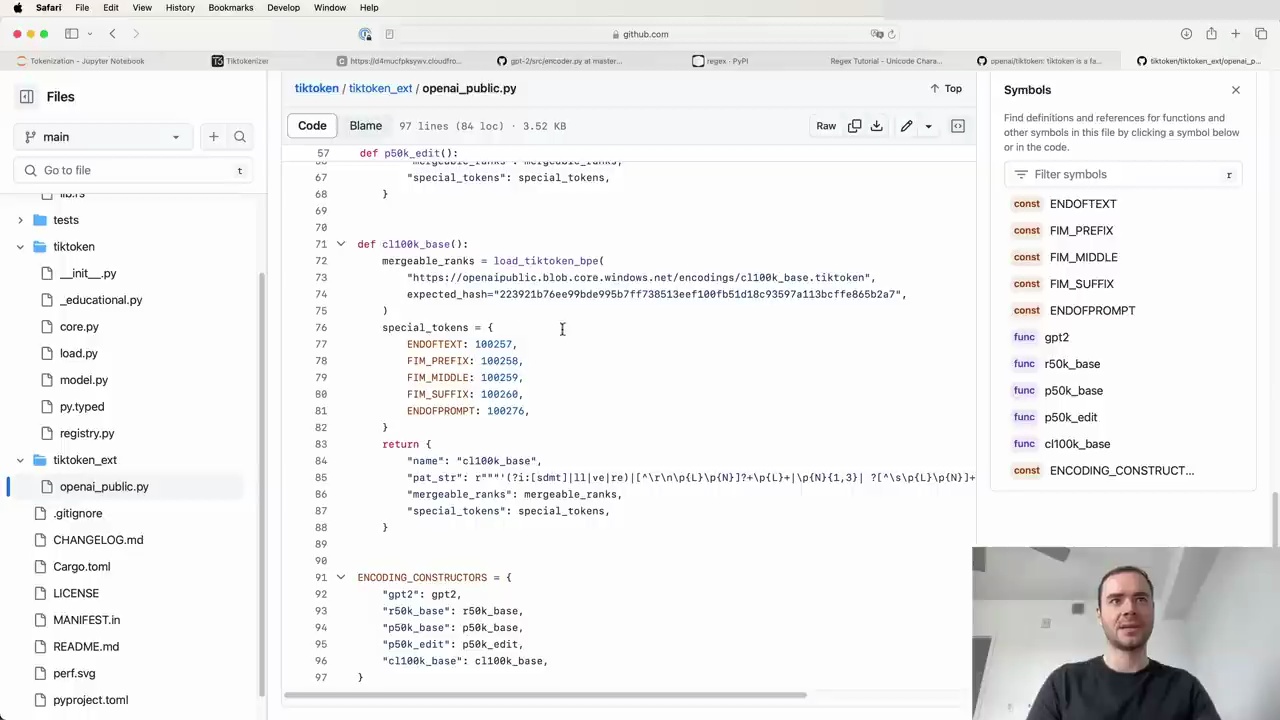 Safari File Edit View History Bookmarks Develop Window Help
github.com
Tokenization - Jupyter Notebook
Tiktokenizer
https://d4mucfpksywv.cloudfro...
gpt-2/src/encoder.py at master...
regex · PyPI
Regex Tutorial - Unicode Chara...
openai/tiktoken: tiktoken is a fa...
tiktoken/tiktoken_ext/openai_p...
Files
main
Go to file
t
lib.rs
tests
tiktoken
__init__.py
_educational.py
core.py
load.py
model.py
py.typed
registry.py
tiktoken_ext
openai_public.py
.gitignore
CHANGELOG.md
Cargo.toml
LICENSE
MANIFEST.in
README.md
perf.svg
pyproject.toml
tiktoken / tiktoken_ext / openai_public.py
Top
Code Blame 97 lines (84 loc) · 3.52 KB
Raw
57 def p50k_edit():
66 "mergeable_ranks": mergeable_ranks,
67 "special_tokens": special_tokens,
68 }
69
70
71 def cl100k_base():
72 mergeable_ranks = load_tiktoken_bpe(
73 "https://openaipublic.blob.core.windows.net/encodings/cl100k_base.tiktoken",
74 expected_hash="223921b76ee99bde995b7ff738513eef100fb51d18c93597a113bcffe865b2a7",
75 )
76 special_tokens = {
77 ENDOFTEXT: 100257,
78 FIM_PREFIX: 100258,
79 FIM_MIDDLE: 100259,
80 FIM_SUFFIX: 100260,
81 ENDOFPROMPT: 100276,
82 }
83 return {
84 "name": "cl100k_base",
85 "pat_str": r"""'(?i:[sdmt]|ll|ve|re)|[^\r\n\p{L}\p{N}]?+\p{L}+|\p{N}{1,3}| ?[^\s\p{L}\p{N}]+
86 "mergeable_ranks": mergeable_ranks,
87 "special_tokens": special_tokens,
88 }
89
90
91 ENCODING_CONSTRUCTORS = {
92 "gpt2": gpt2,
93 "r50k_base": r50k_base,
94 "p50k_base": p50k_base,
95 "p50k_edit": p50k_edit,
96 "cl100k_base": cl100k_base,
97 }
Symbols
Find definitions and references for functions and
other symbols in this file by clicking a symbol below
or in the code.
Filter symbols
r
const ENDOFTEXT
const FIM_PREFIX
const FIM_MIDDLE
const FIM_SUFFIX
const ENDOFPROMPT
func gpt2
func r50k_base
func p50k_base
func p50k_edit
func cl100k_base
const ENCODING_CONSTRUCT...